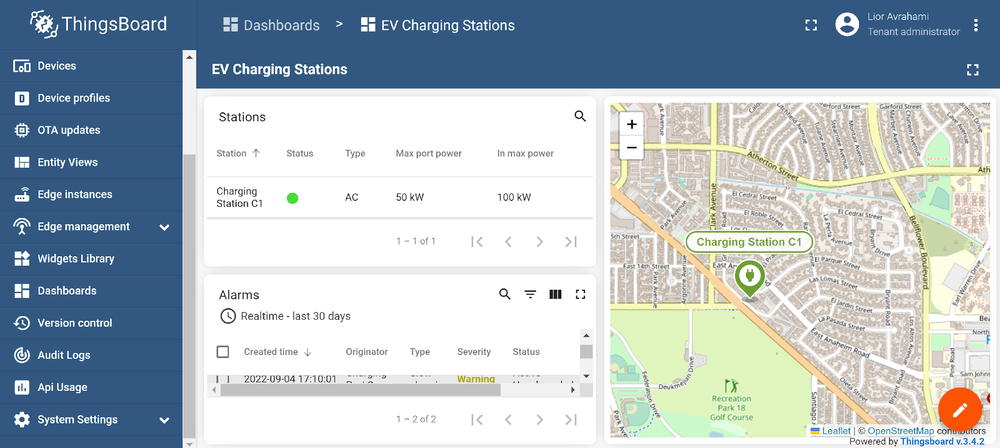 ThingsBoard
Dashboards > EV Charging Stations
Lior Avrahami
Tenant administrator
Devices
Device profiles
OTA updates
Entity Views
Edge instances
Edge management
Widgets Library
Dashboards
Version control
Audit Logs
Api Usage
System Settings
EV Charging Stations
Stations
Station Status Type Max port power In max power
Charging
Station C1
AC 50 kW 100 kW
1 – 1 of 1
Alarms
Realtime - last 30 days
Created time Originator Type Severity Status
2022-09-04 17:10:01 Warning
1 – 2 of 2
+
−
Garford Street
Litchfield Avenue
Tulane Avenue
Stearnlee Avenue
Montair Avenue
Marber Avenue
Chatwin Avenue
Lave Avenue
Britton Drive
Atherton Street
Ath
El Cedral Street
El Roble Street
El Cedral Street
Park Avenue
Clark Avenue
La Perla Avenue
Bryant Drive
Bellflower Boulevard
5th Street
Charging Station C1
East 14th Street
Park Avenue
Argonne Avenue
El Parque Street
Las Lomas Street
El Jardin Street
La Pasada Street
Bryant Road
Los Altos Avenue
Earl Warren Drive
East Anaheim Road
Bea
North
Pine Road
Sam Johns
Oleta Street
Bryant Road
Federation Drive
Deukmejian Drive
Recreation
Park 18
Golf Course
Park Ave
Santiago A
Leaflet | © OpenStreetMap contributors
Powered by Thingsboard v.3.4.2